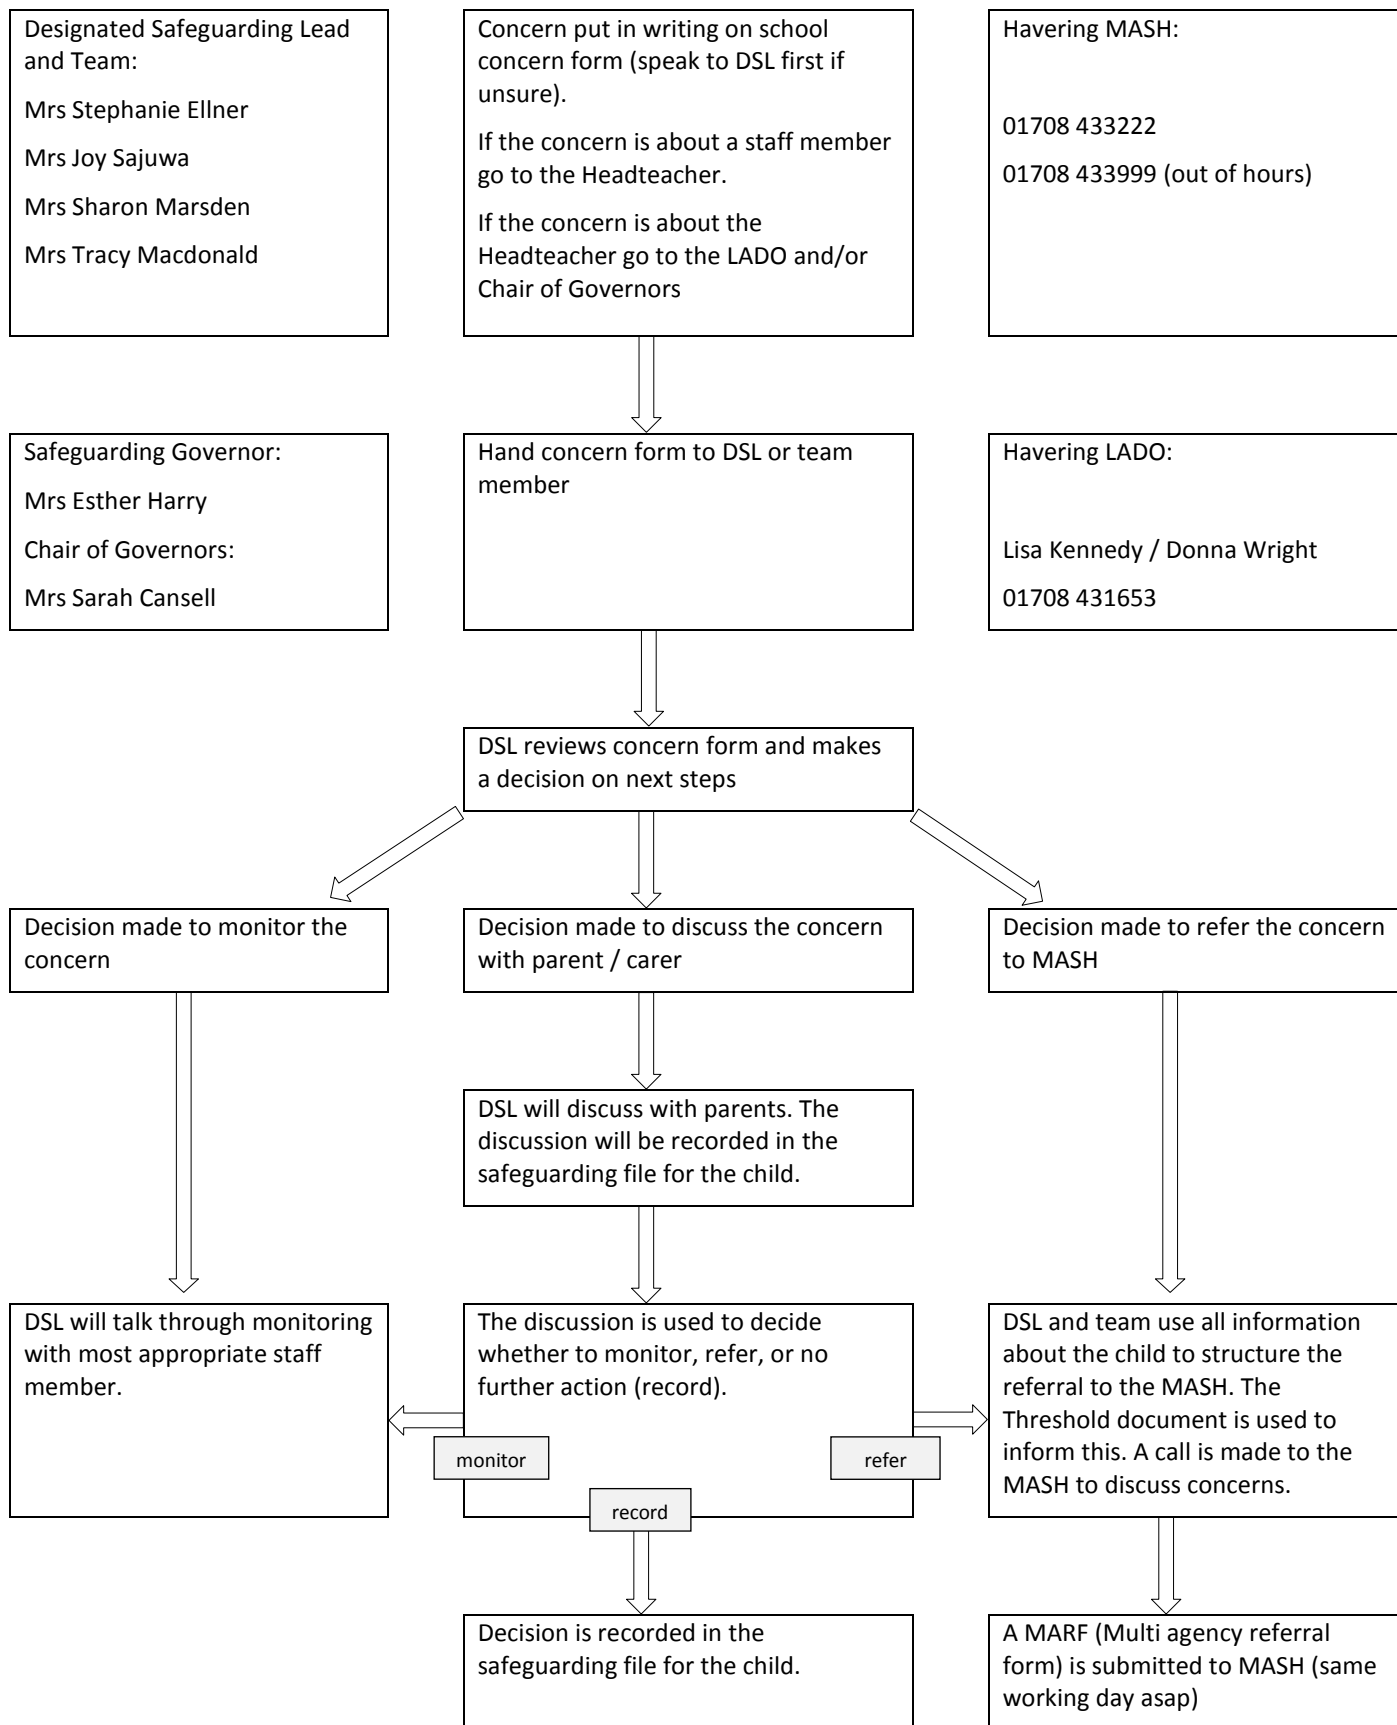 Designated Safeguarding Lead
and Team:
Mrs Stephanie Ellner
Mrs Joy Sajuwa
Mrs Sharon Marsden
Mrs Tracy Macdonald
Concern put in writing on school
concern form (speak to DSL first if
unsure).
If the concern is about a staff member
go to the Headteacher.
If the concern is about the
Headteacher go to the LADO and/or
Chair of Governors
Havering MASH:
01708 433222
01708 433999 (out of hours)
Safeguarding Governor:
Mrs Esther Harry
Chair of Governors:
Mrs Sarah Cansell
Hand concern form to DSL or team
member
Havering LADO:
Lisa Kennedy / Donna Wright
01708 431653
DSL reviews concern form and makes
a decision on next steps
Decision made to monitor the
concern
Decision made to discuss the concern
with parent / carer
Decision made to refer the concern
to MASH
DSL will discuss with parents. The
discussion will be recorded in the
safeguarding file for the child.
DSL will talk through monitoring
with most appropriate staff
member.
The discussion is used to decide
whether to monitor, refer, or no
further action (record).
monitor
refer
record
DSL and team use all information
about the child to structure the
referral to the MASH. The
Threshold document is used to
inform this. A call is made to the
MASH to discuss concerns.
Decision is recorded in the
safeguarding file for the child.
A MARF (Multi agency referral
form) is submitted to MASH (same
working day asap)